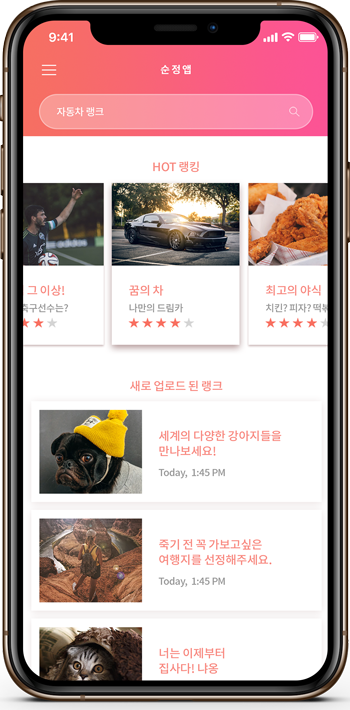 9:41
순정앱
자동차 랭크
HOT 랭킹
그 이상!
축구선수는?
꿈의 차
나만의 드림카
최고의 야식
치킨? 피자? 떡볶
새로 업로드 된 랭크
세계의 다양한 강아지들을
만나보세요!
Today, 1:45 PM
죽기 전 꼭 가보고싶은
여행지를 선정해주세요.
Today, 1:45 PM
너는 이제부터
집사다! 냐옹